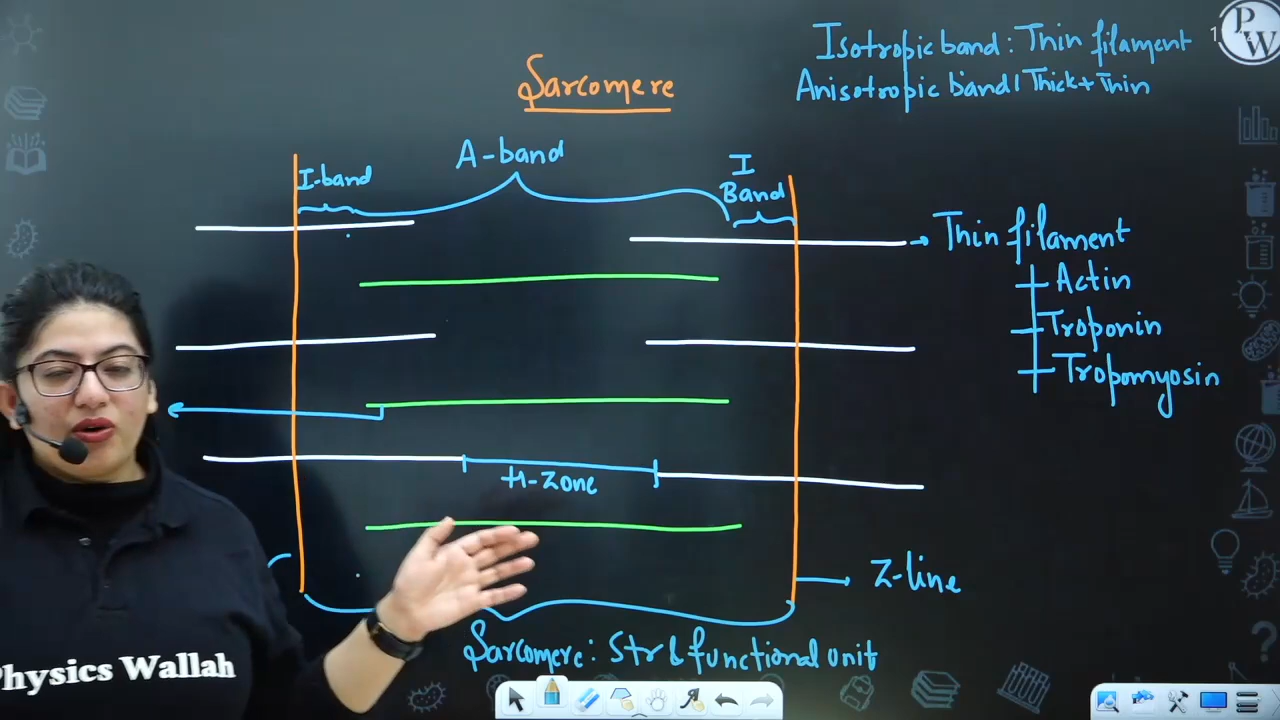 Isotropic band: Thin filament
Anisotropic band: Thick + Thin
PW
Sarcomere
A-band
I-band
I
Band
Thin filament
Actin
Troponin
Tropomyosin
H-Zone
Z-line
Sarcomere: Str & functional unit
Physics Wallah